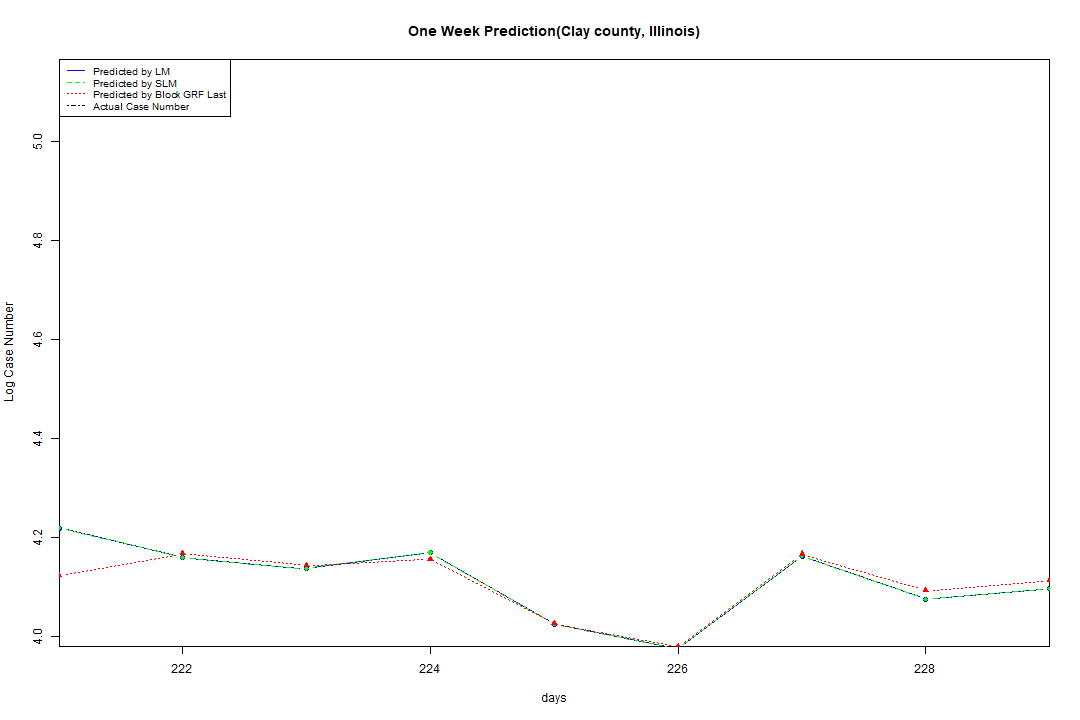 One Week Prediction(Clay county, Illinois)
Predicted by LM
Predicted by SLM
Predicted by Block GRF Last
Actual Case Number
5.0
4.8
4.6
4.4
4.2
4.0
Log Case Number
222 224 226 228
days